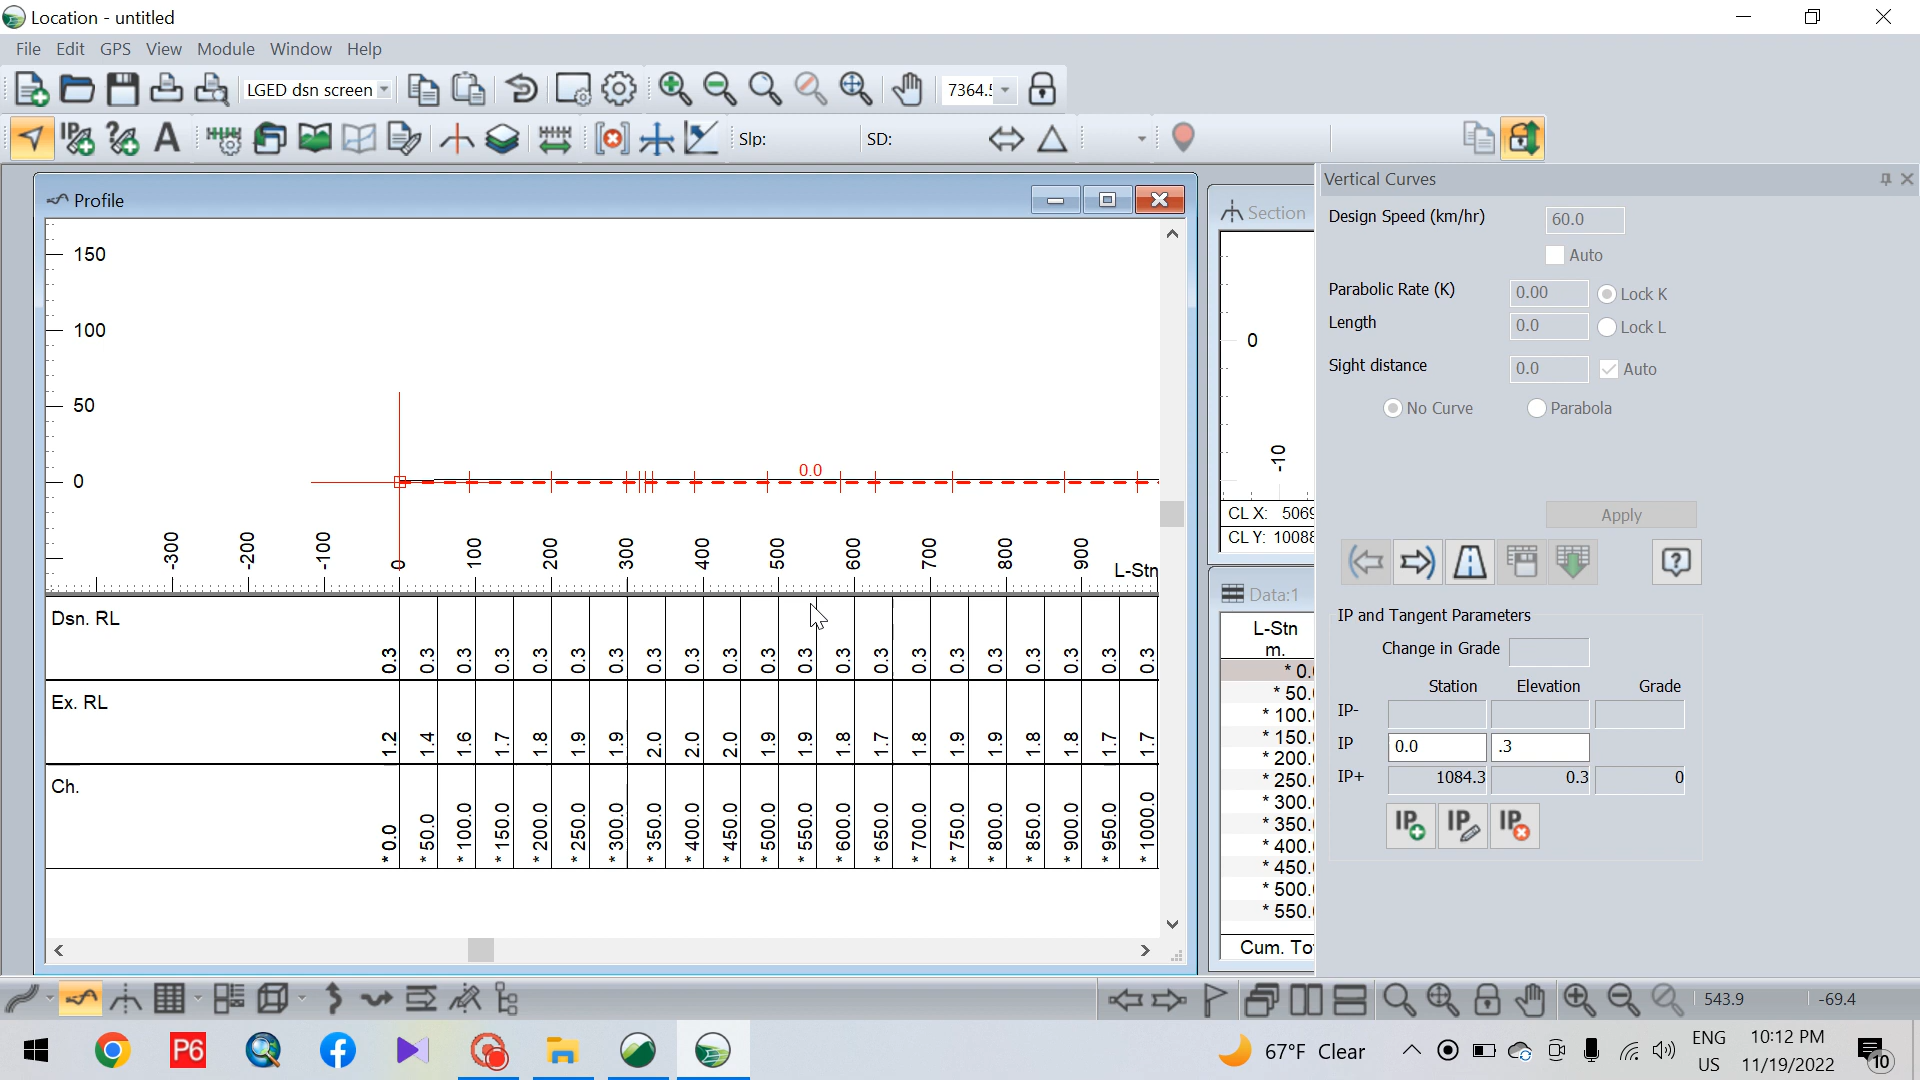 Location - untitled
File Edit GPS View Module Window Help
LGED dsn screen
7364.
Slp: SD:
Profile
150
100
50
0
0.0
-300 -200 -100 0 100 200 300 400 500 600 700 800 900 L-Stn
Dsn. RL 0.3 0.3 0.3 0.3 0.3 0.3 0.3 0.3 0.3 0.3 0.3 0.3 0.3 0.3 0.3 0.3 0.3 0.3 0.3 0.3 0.3
Ex. RL 1.2 1.4 1.6 1.7 1.8 1.9 1.9 2.0 2.0 2.0 1.9 1.9 1.8 1.7 1.8 1.9 1.9 1.8 1.8 1.7 1.7
Ch. * 0.0 * 50.0 * 100.0 * 150.0 * 200.0 * 250.0 * 300.0 * 350.0 * 400.0 * 450.0 * 500.0 * 550.0 * 600.0 * 650.0 * 700.0 * 750.0 * 800.0 * 850.0 * 900.0 * 950.0 * 1000.0
Section
0
-10
CL X: 506
CL Y: 1008
Data:1
L-Stn
m.
* 0.
* 50.
* 100.
* 150.
* 200.
* 250.
* 300.
* 350.
* 400.
* 450.
* 500.
* 550.
Cum. To
Vertical Curves
Design Speed (km/hr) 60.0
Auto
Parabolic Rate (K) 0.00 Lock K
Length 0.0 Lock L
Sight distance 0.0 Auto
No Curve Parabola
Apply
IP and Tangent Parameters
Change in Grade
Station Elevation Grade
IP-
IP 0.0 .3
IP+ 1084.3 0.3 0
IP IP IP
543.9 -69.4
P6
67°F Clear
ENG
US
10:12 PM
11/19/2022
10